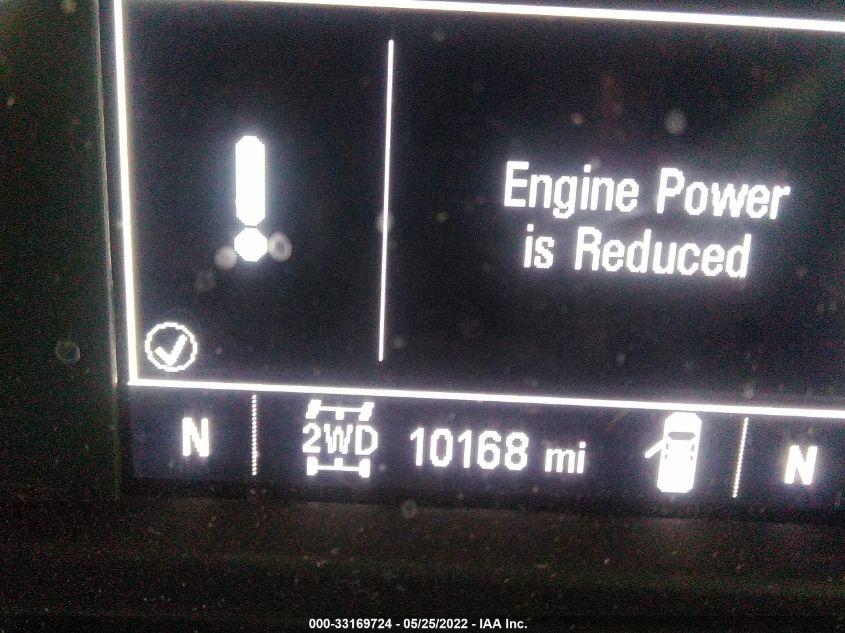 Engine Power
is Reduced
N 2WD 10168 mi N
000-33169724 - 05/25/2022 - IAA Inc.